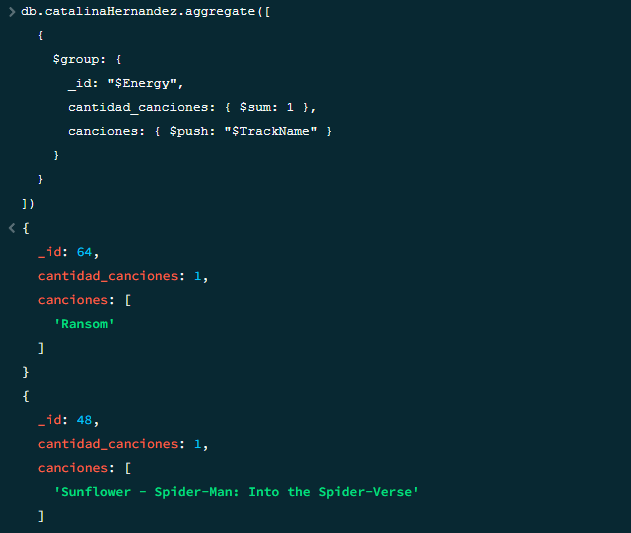 > db.catalinaHernandez.aggregate([
{
$group: {
_id: "$Energy",
cantidad_canciones: { $sum: 1 },
canciones: { $push: "$TrackName" }
}
}
])
< {
_id: 64,
cantidad_canciones: 1,
canciones: [
'Ransom'
]
}
{
_id: 48,
cantidad_canciones: 1,
canciones: [
'Sunflower - Spider-Man: Into the Spider-Verse'
]